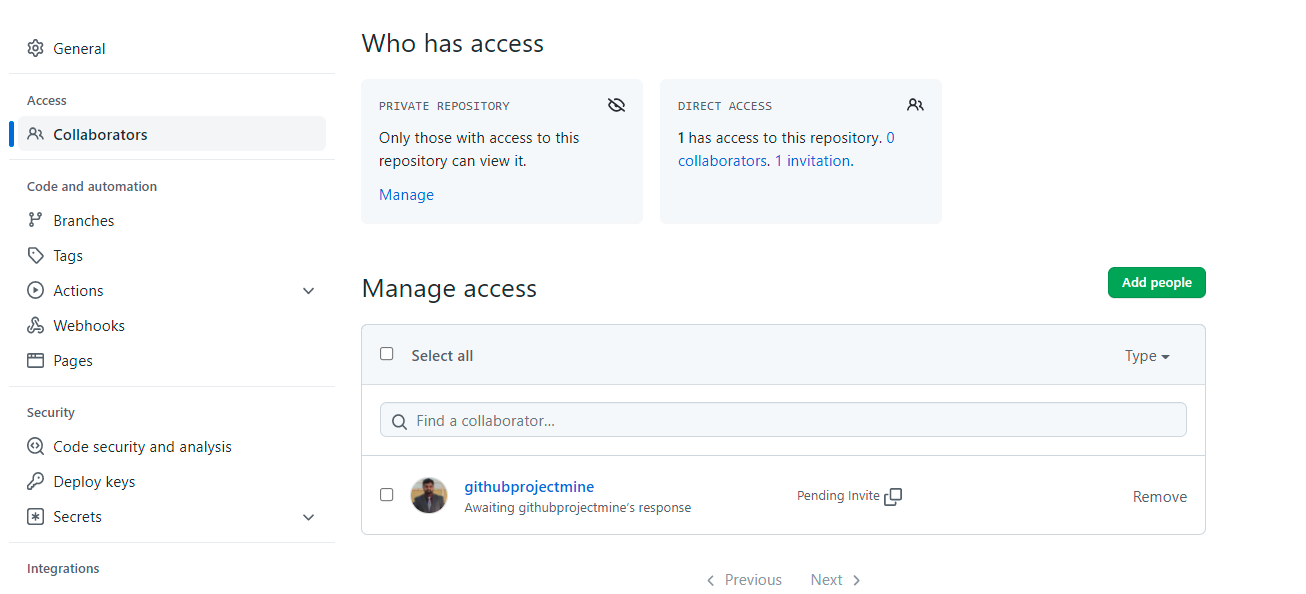 General
Access
Collaborators
Code and automation
Branches
Tags
Actions
Webhooks
Pages
Security
Code security and analysis
Deploy keys
Secrets
Integrations
Who has access
PRIVATE REPOSITORY
Only those with access to this
repository can view it.
Manage
DIRECT ACCESS
1 has access to this repository. 0
collaborators. 1 invitation.
Manage access
Add people
Select all
Type
Find a collaborator...
githubprojectmine
Awaiting githubprojectmine's response
Pending Invite
Remove
Previous
Next